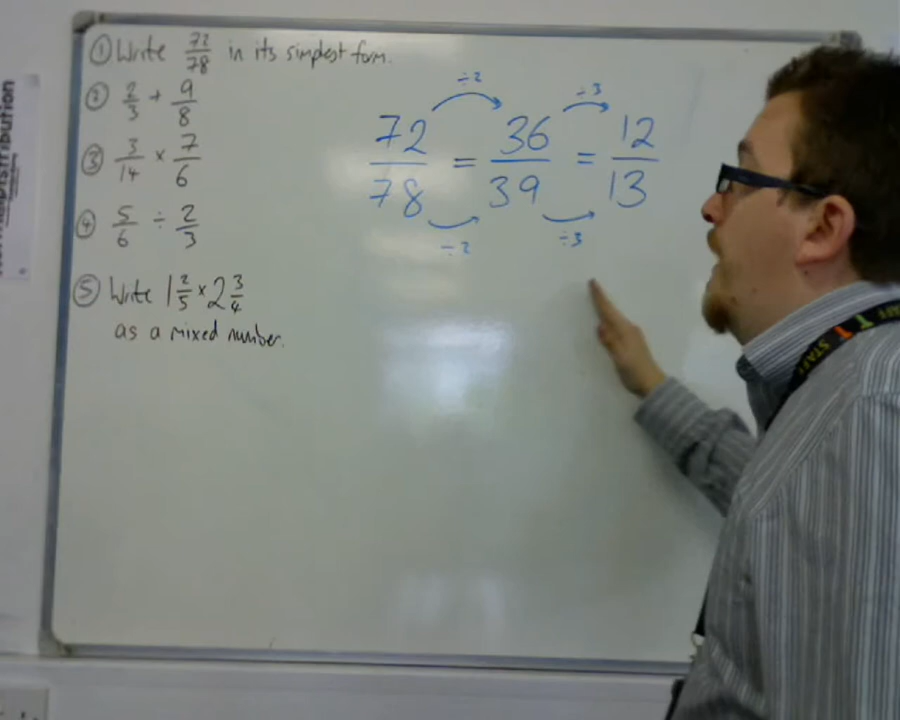 ① Write 72/78 in its simplest form.
② 2/3 + 9/8
③ 3/14 × 7/6
④ 5/6 ÷ 2/3
⑤ Write 1 2/5 × 2 3/4
as a mixed number.
÷2 ÷3
72/78 = 36/39 = 12/13
÷2 ÷3
STAFF